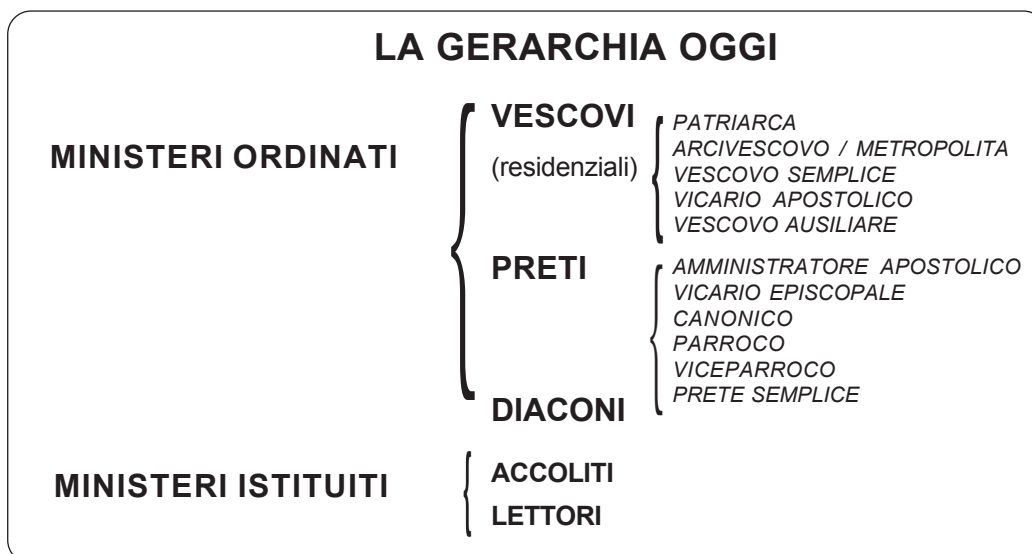 LA GERARCHIA OGGI
MINISTERI ORDINATI
VESCOVI
(residenziali)
PATRIARCA
ARCIVESCOVO / METROPOLITA
VESCOVO SEMPLICE
VICARIO APOSTOLICO
VESCOVO AUSILIARE
PRETI
AMMINISTRATORE APOSTOLICO
VICARIO EPISCOPALE
CANONICO
PARROCO
VICEPARROCO
PRETE SEMPLICE
DIACONI
MINISTERI ISTITUITI
ACCOLITI
LETTORI